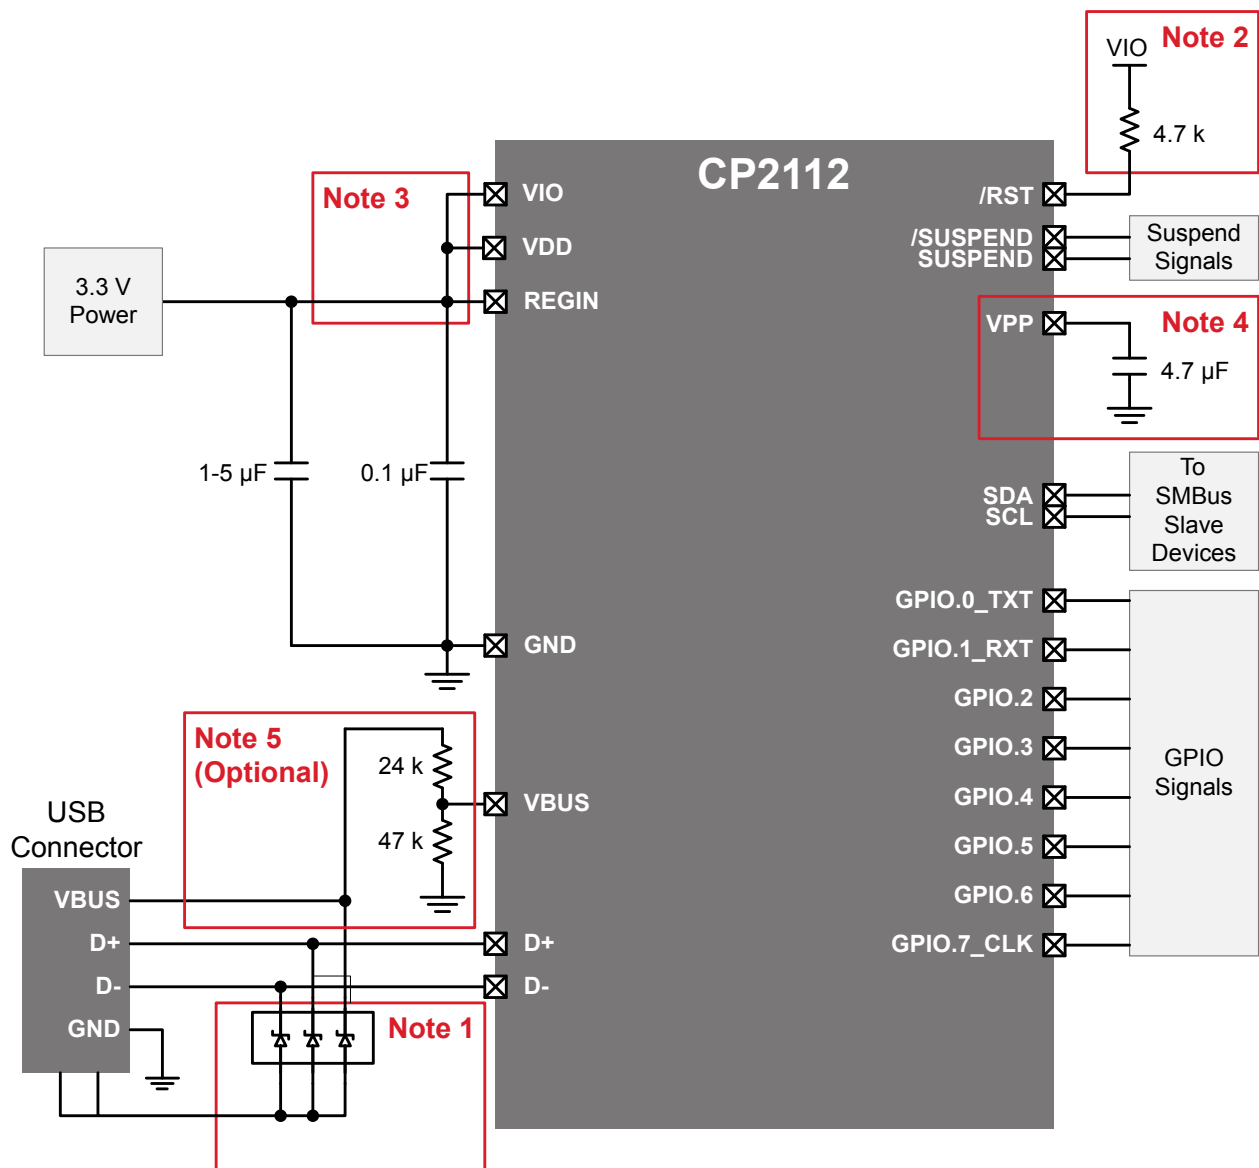 Note 2
VIO
4.7 k
CP2112
Note 3
VIO
/RST
VDD
/SUSPEND
SUSPEND
Suspend
Signals
3.3 V
Power
REGIN
VPP
Note 4
4.7 µF
1-5 µF
0.1 µF
SDA
SCL
To
SMBus
Slave
Devices
GND
GPIO.0_TXT
GPIO.1_RXT
GPIO.2
GPIO.3
GPIO.4
GPIO.5
GPIO.6
GPIO.7_CLK
GPIO
Signals
Note 5
(Optional)
24 k
47 k
VBUS
USB
Connector
VBUS
D+
D-
GND
D+
D-
Note 1